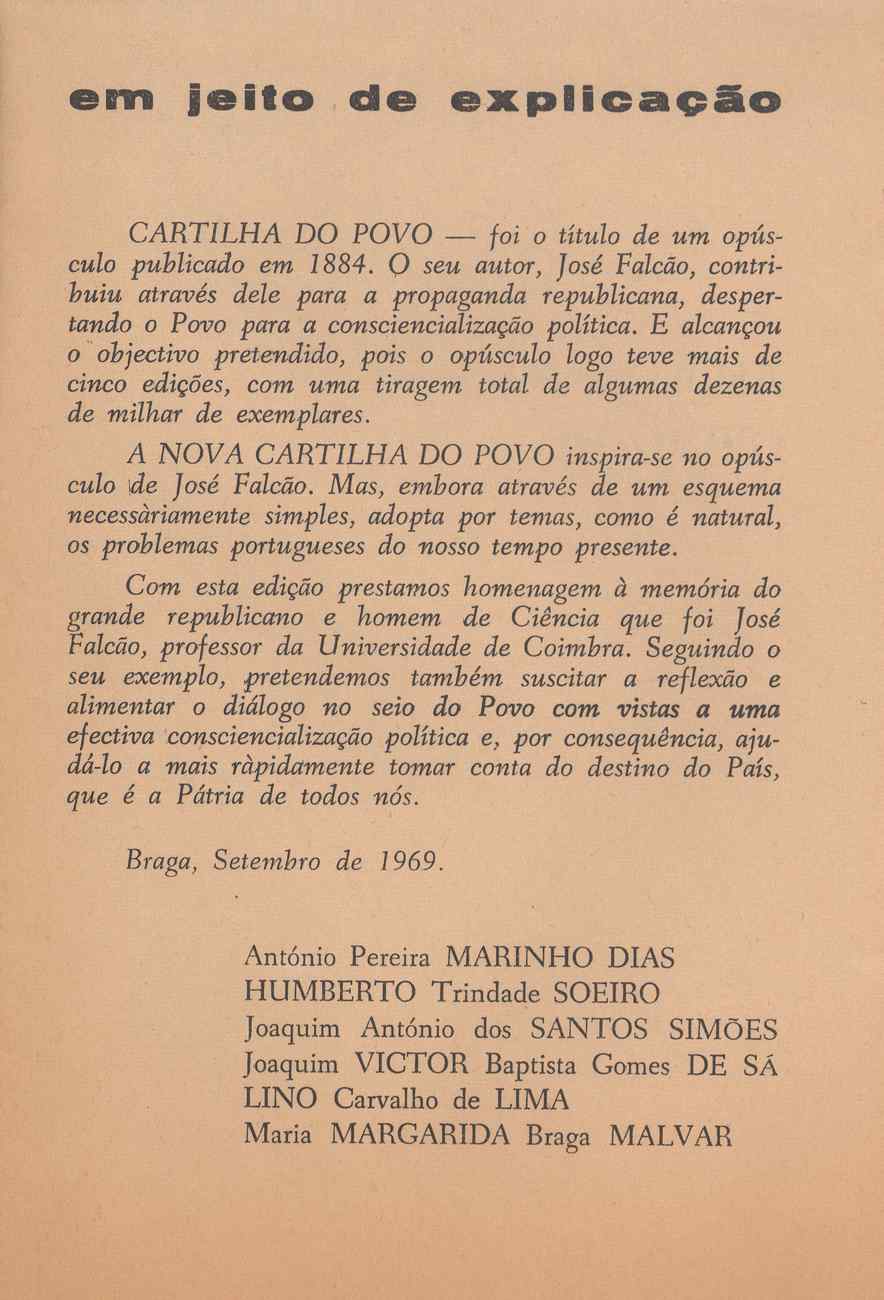 em jeito de explicação
CARTILHA DO POVO — foi o título de um opús-
culo publicado em 1884. O seu autor, José Falcão, contri-
buiu através dele para a propaganda republicana, desper-
tando o Povo para a consciencialização política. E alcançou
o objectivo pretendido, pois o opúsculo logo teve mais de
cinco edições, com uma tiragem total de algumas dezenas
de milhar de exemplares.
A NOVA CARTILHA DO POVO inspira-se no opús-
culo de José Falcão. Mas, embora através de um esquema
necessàriamente simples, adopta por temas, como é natural,
os problemas portugueses do nosso tempo presente.
Com esta edição prestamos homenagem à memória do
grande republicano e homem de Ciência que foi José
Falcão, professor da Universidade de Coimbra. Seguindo o
seu exemplo, pretendemos também suscitar a reflexão e
alimentar o diálogo no seio do Povo com vistas a uma
efectiva consciencialização política e, por consequência, aju-
dá-lo a mais ràpidamente tomar conta do destino do País,
que é a Pátria de todos nós.
Braga, Setembro de 1969.
António Pereira MARINHO DIAS
HUMBERTO Trindade SOEIRO
Joaquim António dos SANTOS SIMÕES
Joaquim VICTOR Baptista Gomes DE SÁ
LINO Carvalho de LIMA
Maria MARGARIDA Braga MALVAR